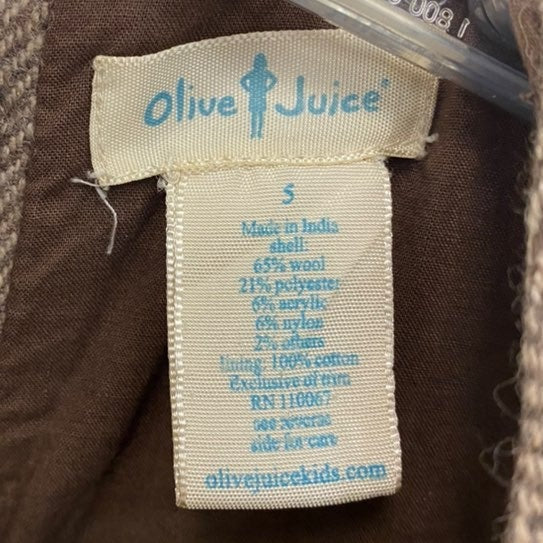 Olive Juice®
5
Made in India
shell:
65% wool
21% polyester
6% acrylic
6% nylon
2% others
lining: 100% cotton
Exclusive of trim
RN 110067
see reverse
side for care
olivejuicekids.com